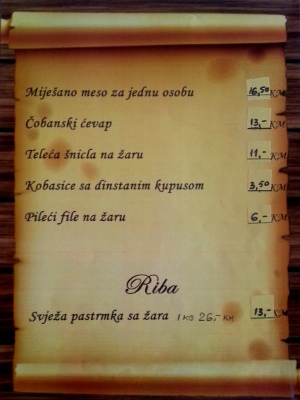 Miješano meso za jednu osobu 16,50 KM
Čobanski ćevap 13,- KM
Teleća šnicla na žaru 11,- KM
Kobasice sa dinstanim kupusom 3,50 KM
Pileći file na žaru 6,- KM
Riba
Svježa pastrmka sa žara 1 KG 26,- KM 13,- KM